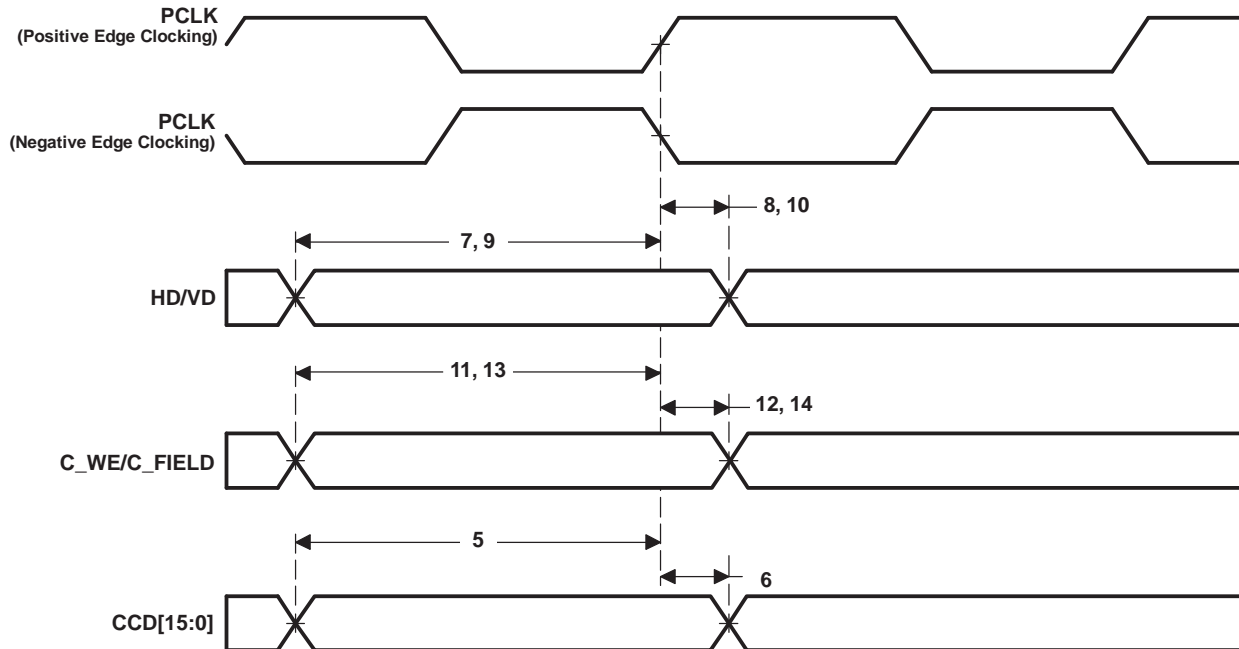 PCLK
(Positive Edge Clocking)
PCLK
(Negative Edge Clocking)
8, 10
7, 9
HD/VD
11, 13
12, 14
C_WE/C_FIELD
5
6
CCD[15:0]